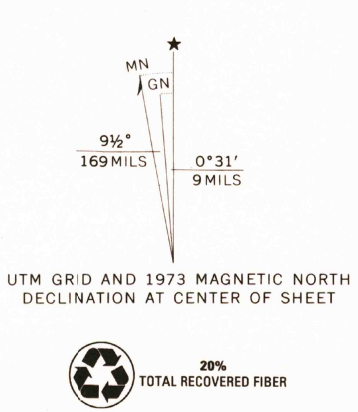 MN
GN
9½°
169 MILS
0°31′
9 MILS
UTM GRID AND 1973 MAGNETIC NORTH
DECLINATION AT CENTER OF SHEET
20%
TOTAL RECOVERED FIBER